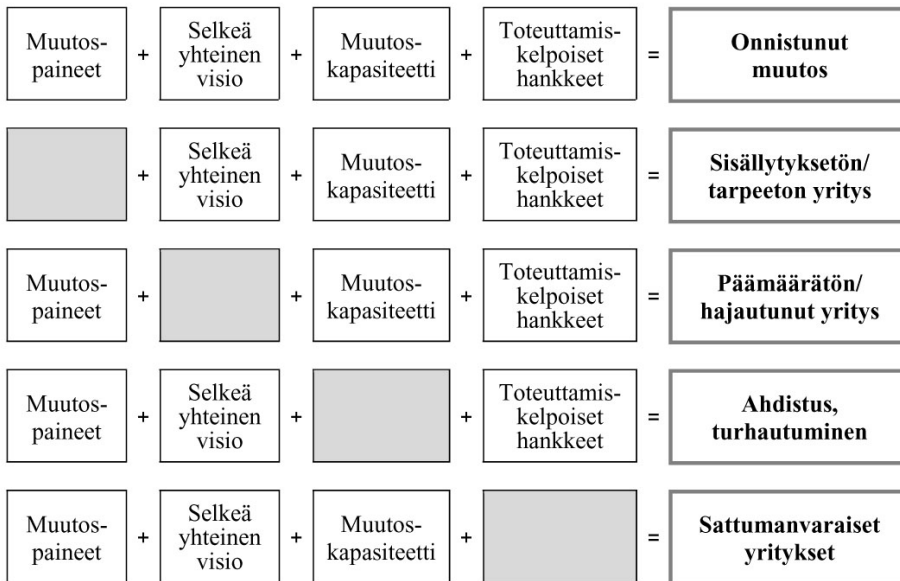 Muutos-
paineet
+
Selkeä
yhteinen
visio
+
Muutos-
kapasiteetti
+
Toteuttamis-
kelpoiset
hankkeet
=
Onnistunut
muutos
+
Selkeä
yhteinen
visio
+
Muutos-
kapasiteetti
+
Toteuttamis-
kelpoiset
hankkeet
=
Sisällytyksetön/
tarpeeton yritys
Muutos-
paineet
+
+
Muutos-
kapasiteetti
+
Toteuttamis-
kelpoiset
hankkeet
=
Päämäärätön/
hajautunut yritys
Muutos-
paineet
+
Selkeä
yhteinen
visio
+
+
Toteuttamis-
kelpoiset
hankkeet
=
Ahdistus,
turhautuminen
Muutos-
paineet
+
Selkeä
yhteinen
visio
+
Muutos-
kapasiteetti
+
=
Sattumanvaraiset
yritykset